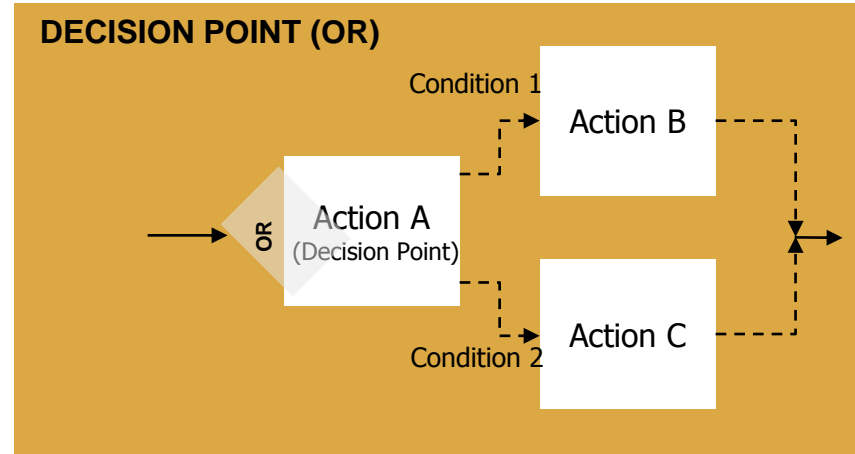 DECISION POINT (OR)
Condition 1
Action B
OR
Action A
(Decision Point)
Action C
Condition 2